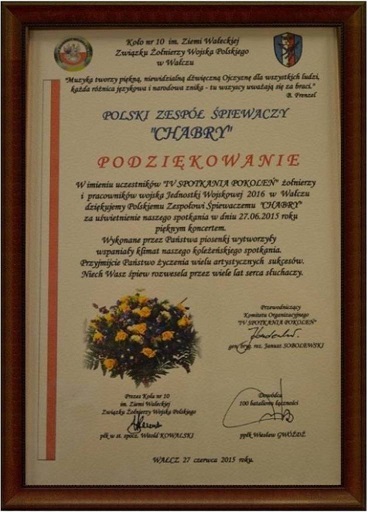 Koło nr 10 im. Ziemi Wałeckiej
Związku Żołnierzy Wojska Polskiego
w Wałczu
"Muzyka tworzy piękną, niewidzialną dźwięczną Ojczyznę dla wszystkich ludzi,
każda różnica językowa i narodowa znika - tu wszyscy uważają się za braci."
B. Frenzel
POLSKI ZESPÓŁ ŚPIEWACZY
"CHABRY"
PODZIĘKOWANIE
W imieniu uczestników "IV SPOTKANIA POKOLEŃ" żołnierzy
i pracowników wojska Jednostki Wojskowej 2016 w Wałczu
dziękujemy Polskiemu Zespołowi Śpiewaczemu "CHABRY"
za uświetnienie naszego spotkania w dniu 27.06.2015 roku
pięknym koncertem.
Wykonane przez Państwa piosenki wytworzyły
wspaniały klimat naszego koleżeńskiego spotkania.
Przyjmijcie Państwo życzenia wielu artystycznych sukcesów.
Niech Wasz śpiew rozwesela przez wiele lat serca słuchaczy.
Przewodniczący
Komitetu Organizacyjnego
"IV SPOTKANIA POKOLEŃ"
gen. bryg. rez. Janusz SOBOLEWSKI
Prezes Koła nr 10
im. Ziemi Wałeckiej
Związku Żołnierzy Wojska Polskiego
płk w st. spocz. Witold KOWALSKI
Dowódca
100 batalionu łączności
ppłk Wiesław GWÓŹDŹ
WAŁCZ, 27 czerwca 2015 roku.